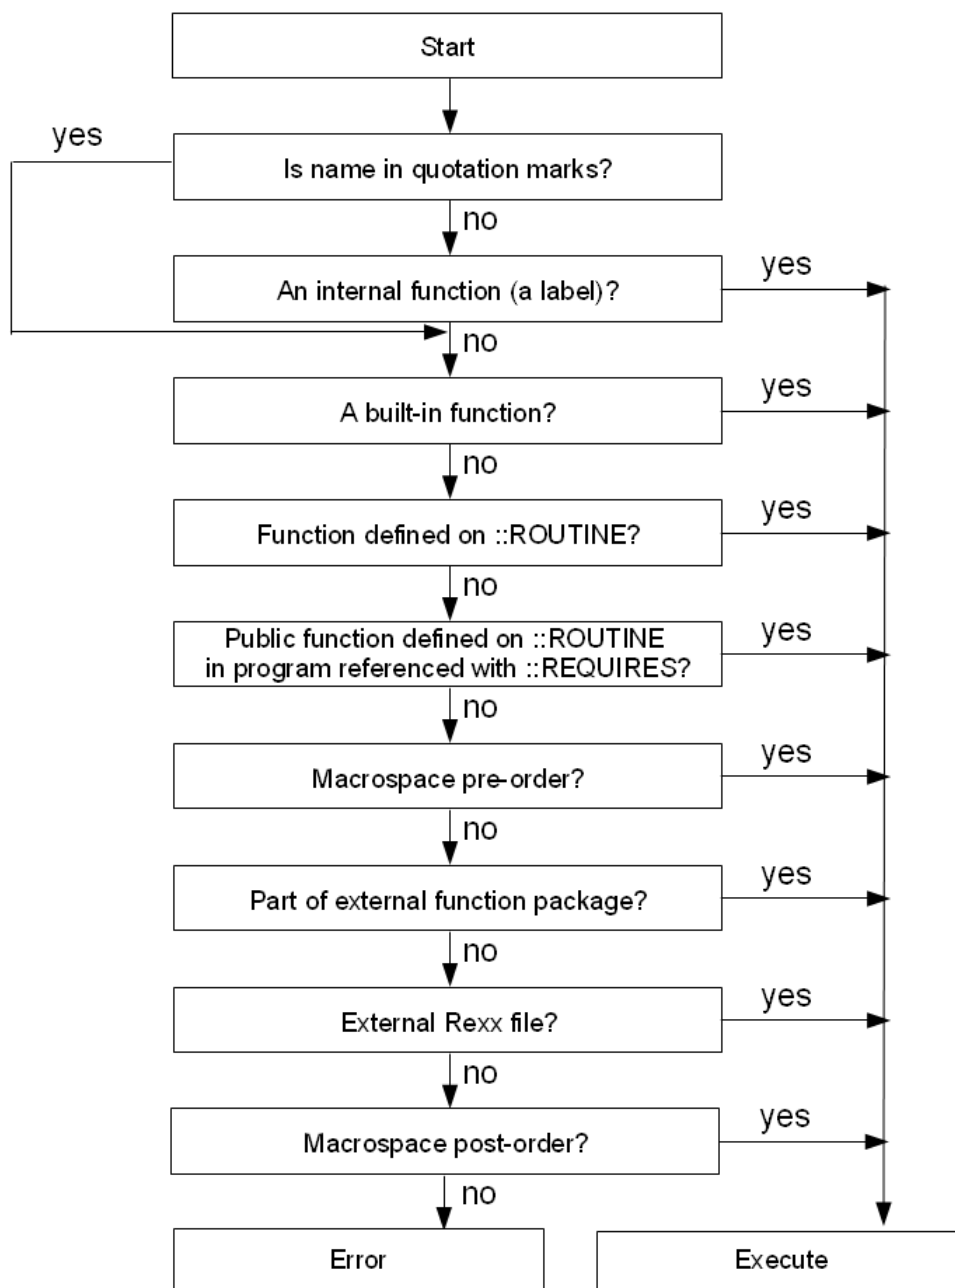 Start
yes
Is name in quotation marks?
no
yes
An internal function (a label)?
no
yes
A built-in function?
no
yes
Function defined on ::ROUTINE?
no
yes
Public function defined on ::ROUTINE
in program referenced with ::REQUIRES?
no
yes
Macrospace pre-order?
no
yes
Part of external function package?
no
yes
External Rexx file?
no
yes
Macrospace post-order?
no
Error
Execute